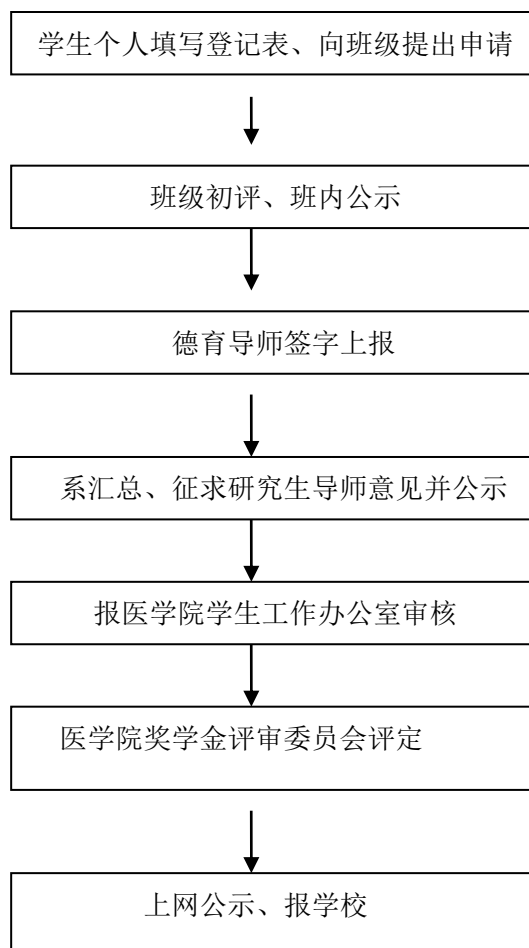 学生个人填写登记表、向班级提出申请
班级初评、班内公示
德育导师签字上报
系汇总、征求研究生导师意见并公示
报医学院学生工作办公室审核
医学院奖学金评审委员会评定
上网公示、报学校